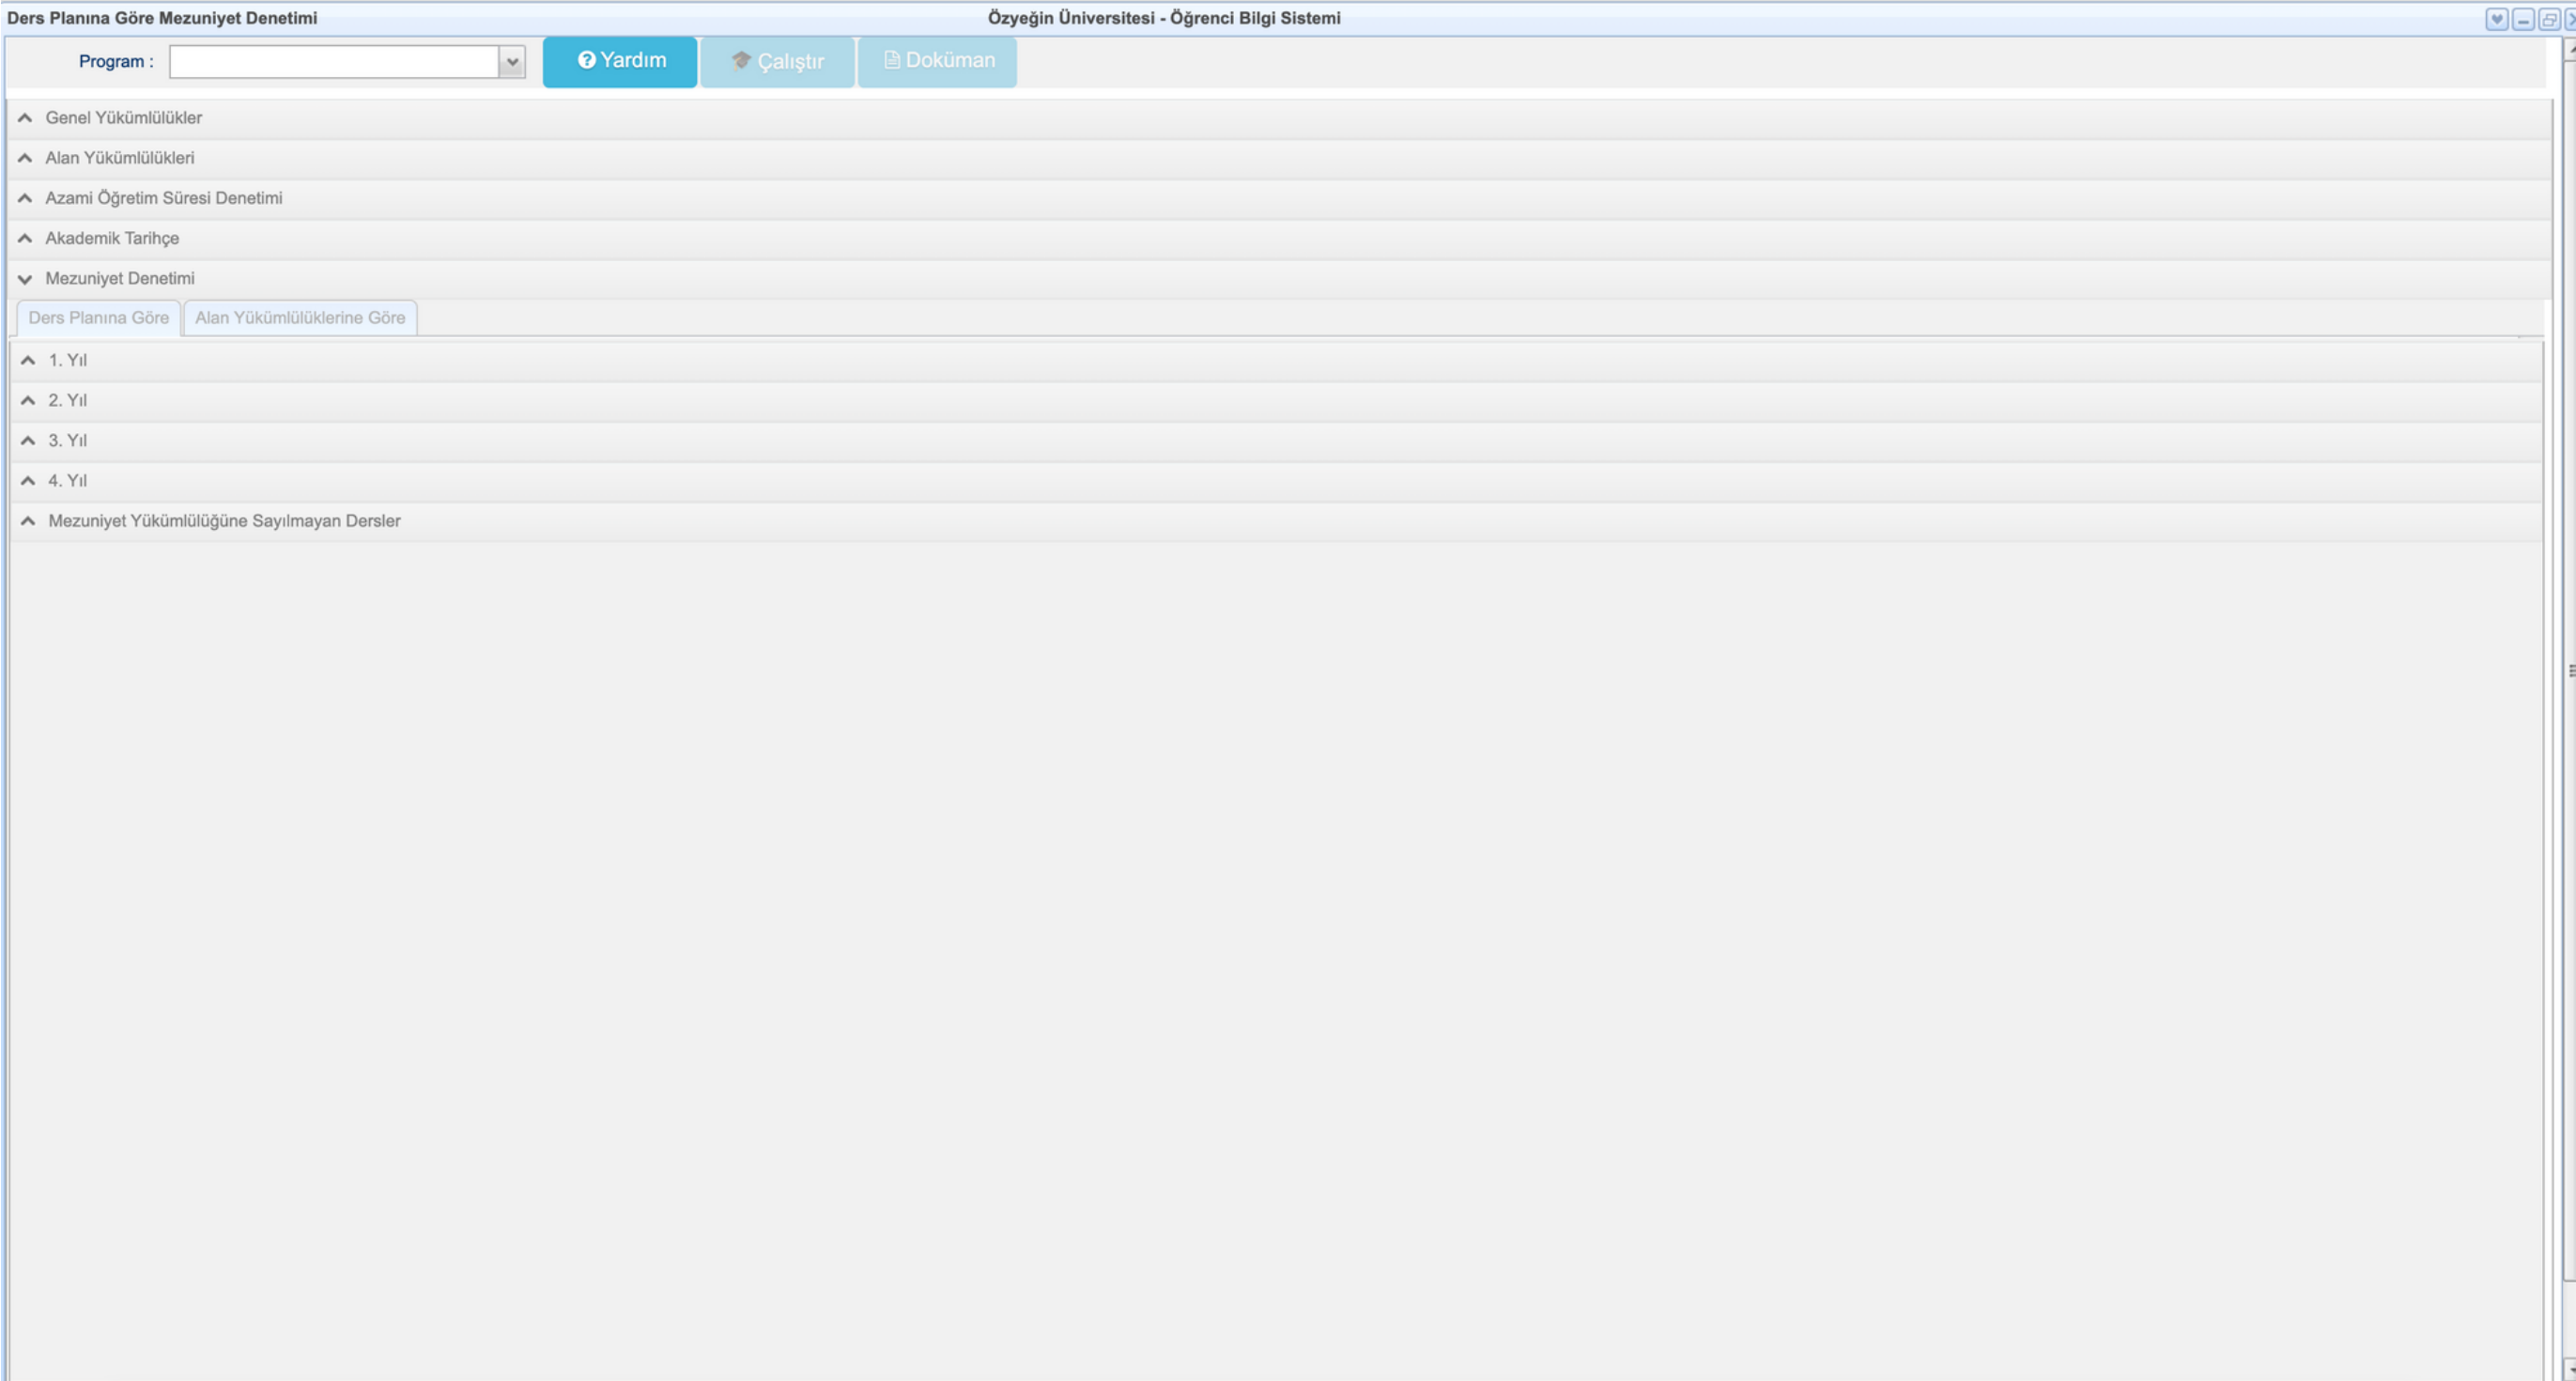 Ders Planına Göre Mezuniyet Denetimi Özyeğin Üniversitesi - Öğrenci Bilgi Sistemi
Program : Yardım Çalıştır Doküman
Genel Yükümlülükler
Alan Yükümlülükleri
Azami Öğretim Süresi Denetimi
Akademik Tarihçe
Mezuniyet Denetimi
Ders Planına Göre Alan Yükümlülüklerine Göre
1. Yıl
2. Yıl
3. Yıl
4. Yıl
Mezuniyet Yükümlülüğüne Sayılmayan Dersler